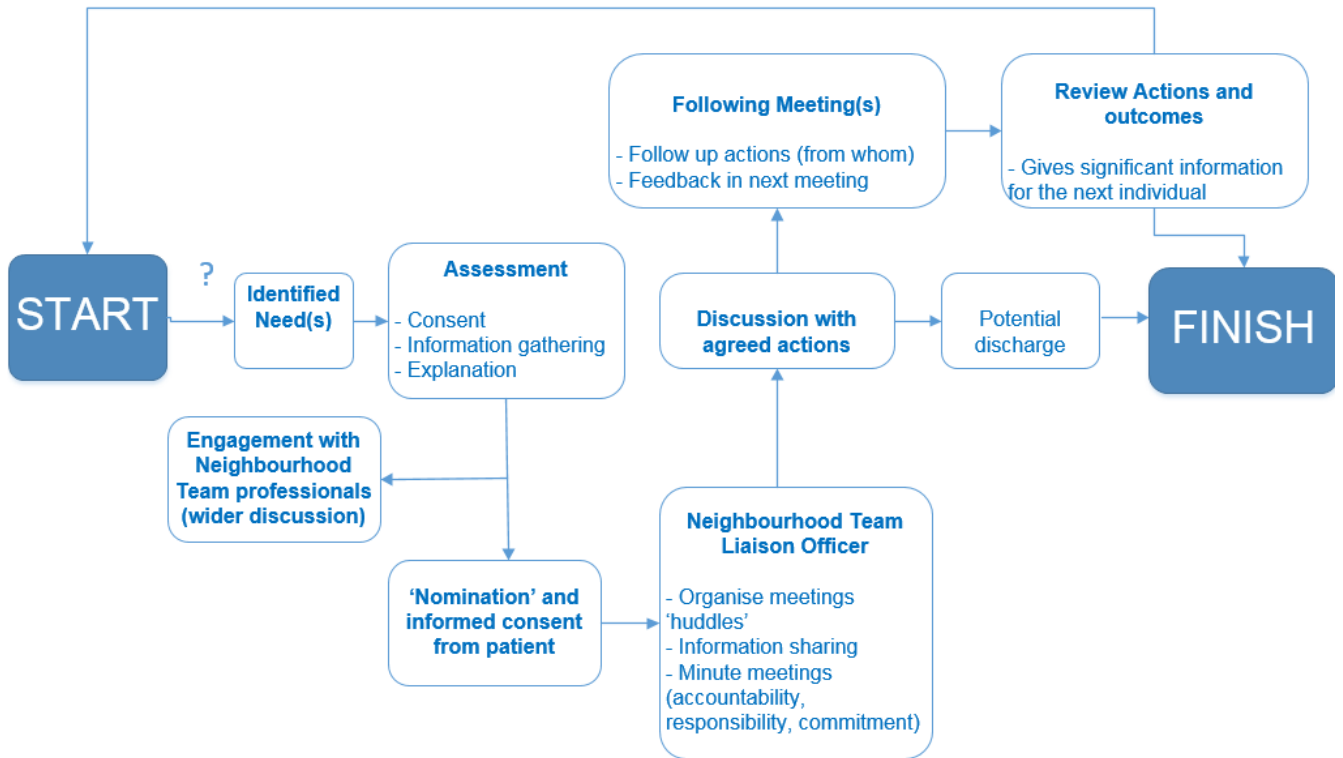 START
?
Identified
Need(s)
Assessment
- Consent
- Information gathering
- Explanation
Engagement with
Neighbourhood
Team professionals
(wider discussion)
‘Nomination’ and
informed consent
from patient
Neighbourhood Team
Liaison Officer
- Organise meetings
‘huddles’
- Information sharing
- Minute meetings
(accountability,
responsibility, commitment)
Discussion with
agreed actions
Potential
discharge
Following Meeting(s)
- Follow up actions (from whom)
- Feedback in next meeting
Review Actions and
outcomes
- Gives significant information
for the next individual
FINISH